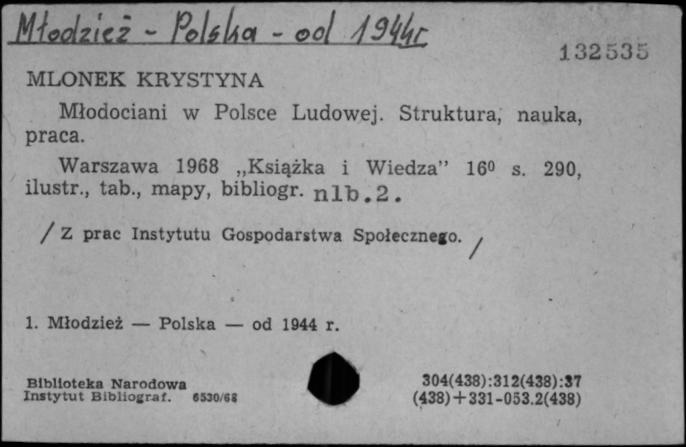 Młodzież - Polska - od 1944r
132535
MLONEK KRYSTYNA
Młodociani w Polsce Ludowej. Struktura, nauka,
praca.
Warszawa 1968 „Książka i Wiedza” 16⁰ s. 290,
ilustr., tab., mapy, bibliogr. nlb.2.
/ Z prac Instytutu Gospodarstwa Społecznego. /
1. Młodzież — Polska — od 1944 r.
Biblioteka Narodowa 304(438):312(438):37
Instytut Bibliograf. 6530/68 (438)+331-053.2(438)